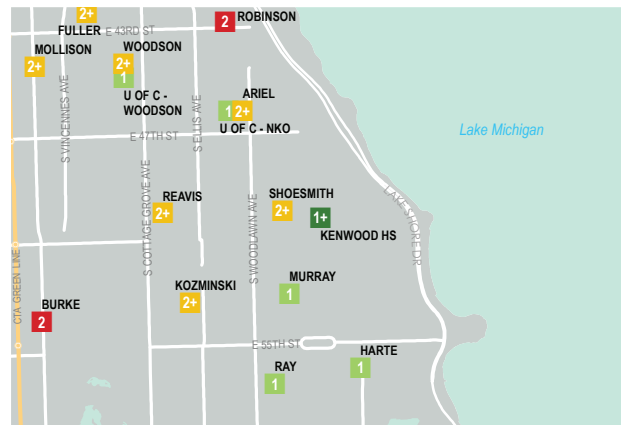 2+
FULLER
E 43RD ST
2
ROBINSON
MOLLISON
2+
WOODSON
2+
1
U OF C -
WOODSON
ARIEL
1
2+
U OF C - NKO
E 47TH ST
S VINCENNES AVE
S ELLIS AVE
Lake Michigan
REAVIS
2+
S COTTAGE GROVE AVE
S WOODLAWN AVE
SHOESMITH
2+
1+
KENWOOD HS
LAKE SHORE DR
CTA GREEN LINE
BURKE
2
KOZMINSKI
2+
MURRAY
1
E 55TH ST
RAY
1
HARTE
1